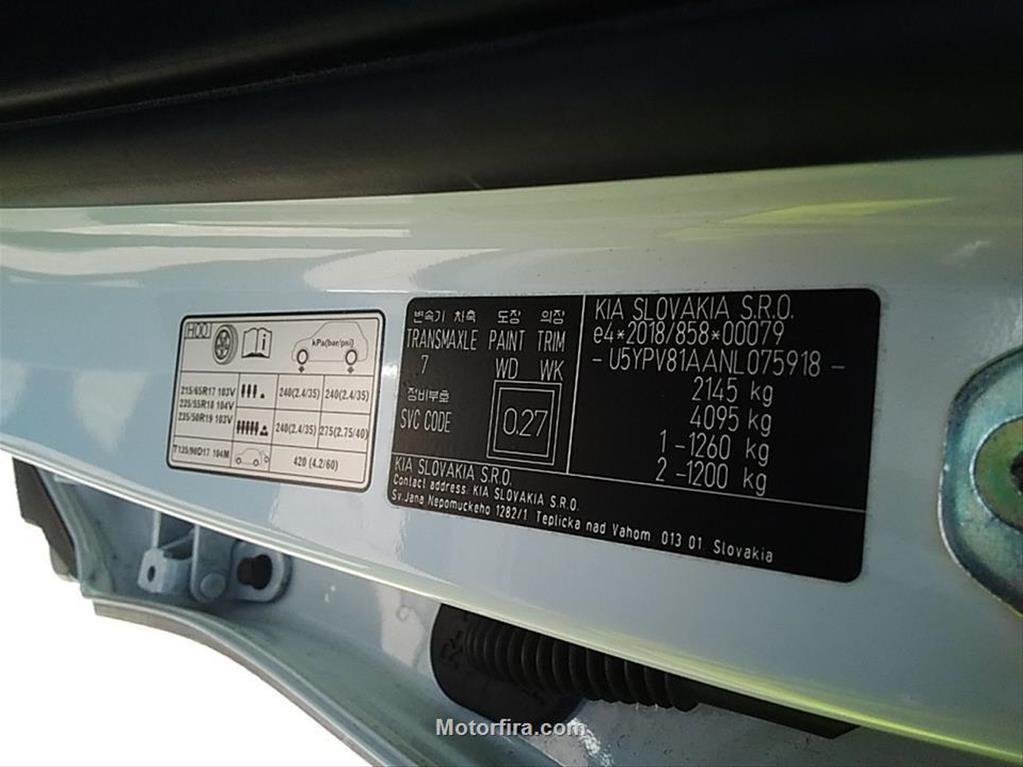 HQ0
i
kPa(bar/psi)
215/65R17 103V
235/55R18 104V
235/50R19 103V
240(2.4/35)
240(2.4/35)
240(2.4/35)
275(2.75/40)
T135/90D17 104M
420 (4.2/60)
변속기 차축 도장 의장
TRANSMAXLE PAINT TRIM
7 WD WK
정비부호
SVC CODE
0.27
KIA SLOVAKIA S.R.O.
e4*2018/858*00079
- U5YPV81AANL075918 -
2145 kg
4095 kg
1 -1260 kg
2 -1200 kg
KIA SLOVAKIA S.R.O.
Contact address: KIA SLOVAKIA S.R.O.
Sv.Jana Nepomuckeho 1282/1 Teplicka nad Vahom 013 01 Slovakia
Motorfira.com